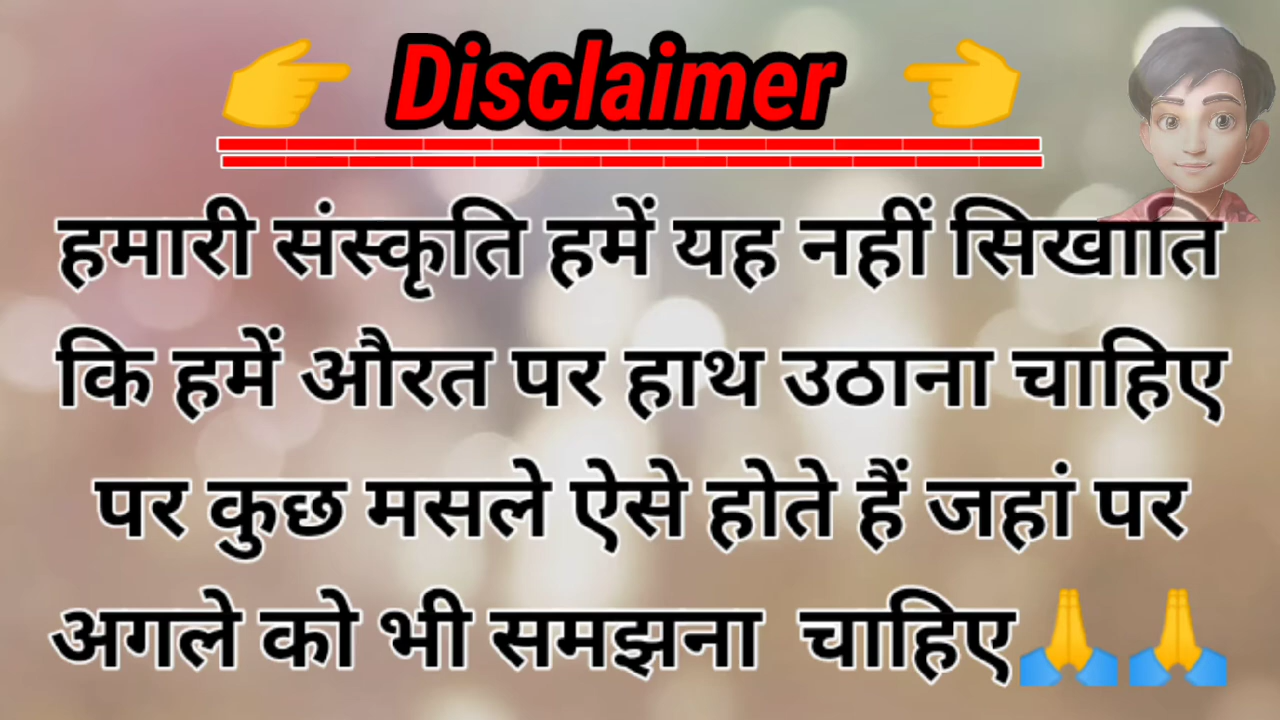 👉 Disclaimer 👈
हमारी संस्कृति हमें यह नहीं सिखाति
कि हमें औरत पर हाथ उठाना चाहिए
पर कुछ मसले ऐसे होते हैं जहां पर
अगले को भी समझना चाहिए🙏🙏